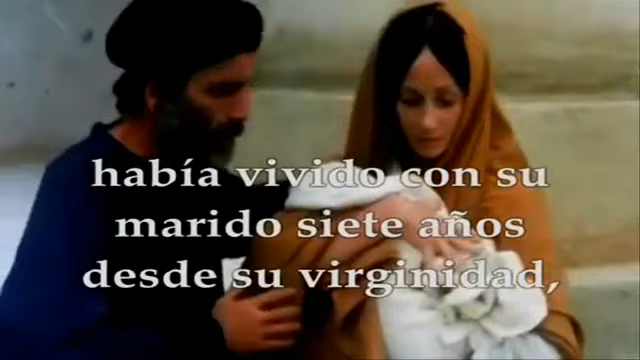 había vivido con su
marido siete años
desde su virginidad,